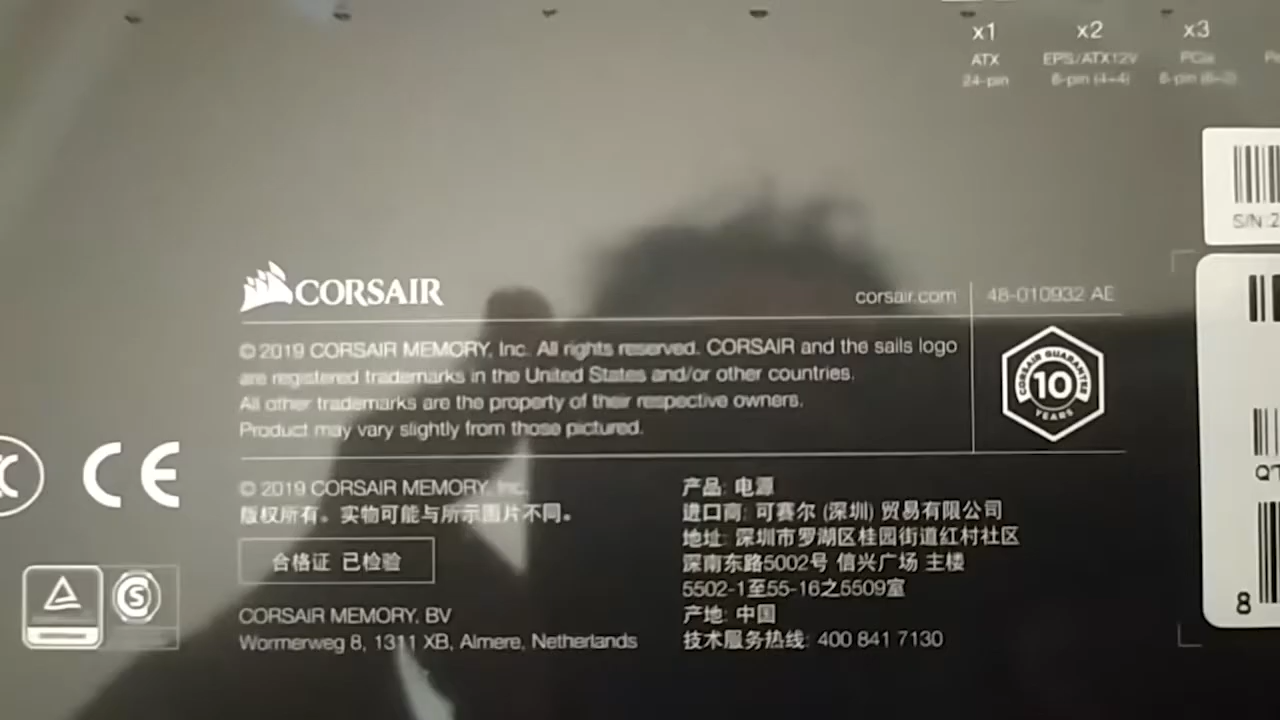 x1
x2
x3
ATX
EPS/ATX12V
PCIe
24-pin
8-pin (4+4)
S/N:2
CORSAIR
corsair.com
48-010932 AE
© 2019 CORSAIR MEMORY, Inc. All rights reserved. CORSAIR and the sails logo
are registered trademarks in the United States and/or other countries.
All other trademarks are the property of their respective owners.
Product may vary slightly from those pictured.
CORSAIR GUARANTEE
10
YEARS
CE
© 2019 CORSAIR MEMORY, Inc.
版权所有。实物可能与所示图片不同。
合格证 已检验
CORSAIR MEMORY, BV
Wormerweg 8, 1311 XB, Almere, Netherlands
产品: 电源
进口商: 可赛尔 (深圳) 贸易有限公司
地址: 深圳市罗湖区桂园街道红村社区
深南东路5002号 信兴广场 主楼
5502-1至55-16之5509室
产地: 中国
技术服务热线: 400 841 7130
8